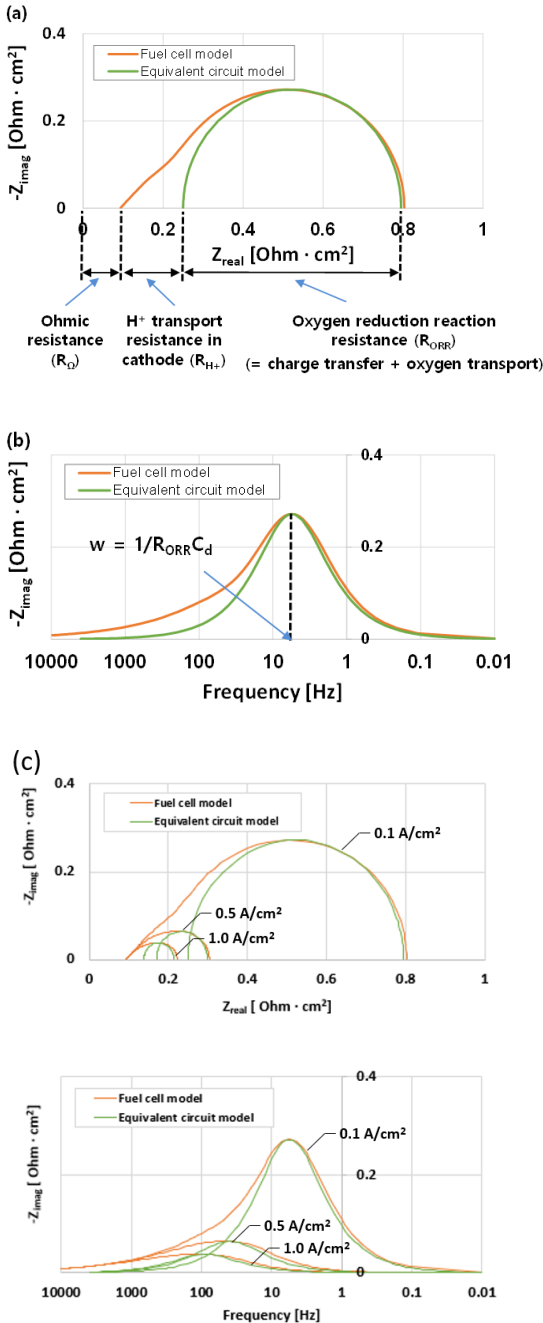 (a)
0.4
Fuel cell model
Equivalent circuit model
0.2
0
-Zimag [Ohm · cm²]
0 0.2 0.4 0.6 0.8 1
Zreal [Ohm · cm²]
Ohmic
resistance
(RΩ)
H⁺ transport
resistance in
cathode (RH+)
Oxygen reduction reaction
resistance (RORR)
(= charge transfer + oxygen transport)
(b)
0.4
Fuel cell model
Equivalent circuit model
w = 1/RORRCd
0.2
0
-Zimag [Ohm · cm²]
10000 1000 100 10 1 0.1 0.01
Frequency [Hz]
(c)
0.4
Fuel cell model
Equivalent circuit model
0.1 A/cm²
0.2
0.5 A/cm²
1.0 A/cm²
0
-Zimag [ Ohm · cm²]
0 0.2 0.4 0.6 0.8 1
Zreal [ Ohm · cm²]
0.4
Fuel cell model
Equivalent circuit model
0.1 A/cm²
0.2
0.5 A/cm²
1.0 A/cm²
0
-Zimag [ Ohm · cm²]
10000 1000 100 10 1 0.1 0.01
Frequency [Hz]